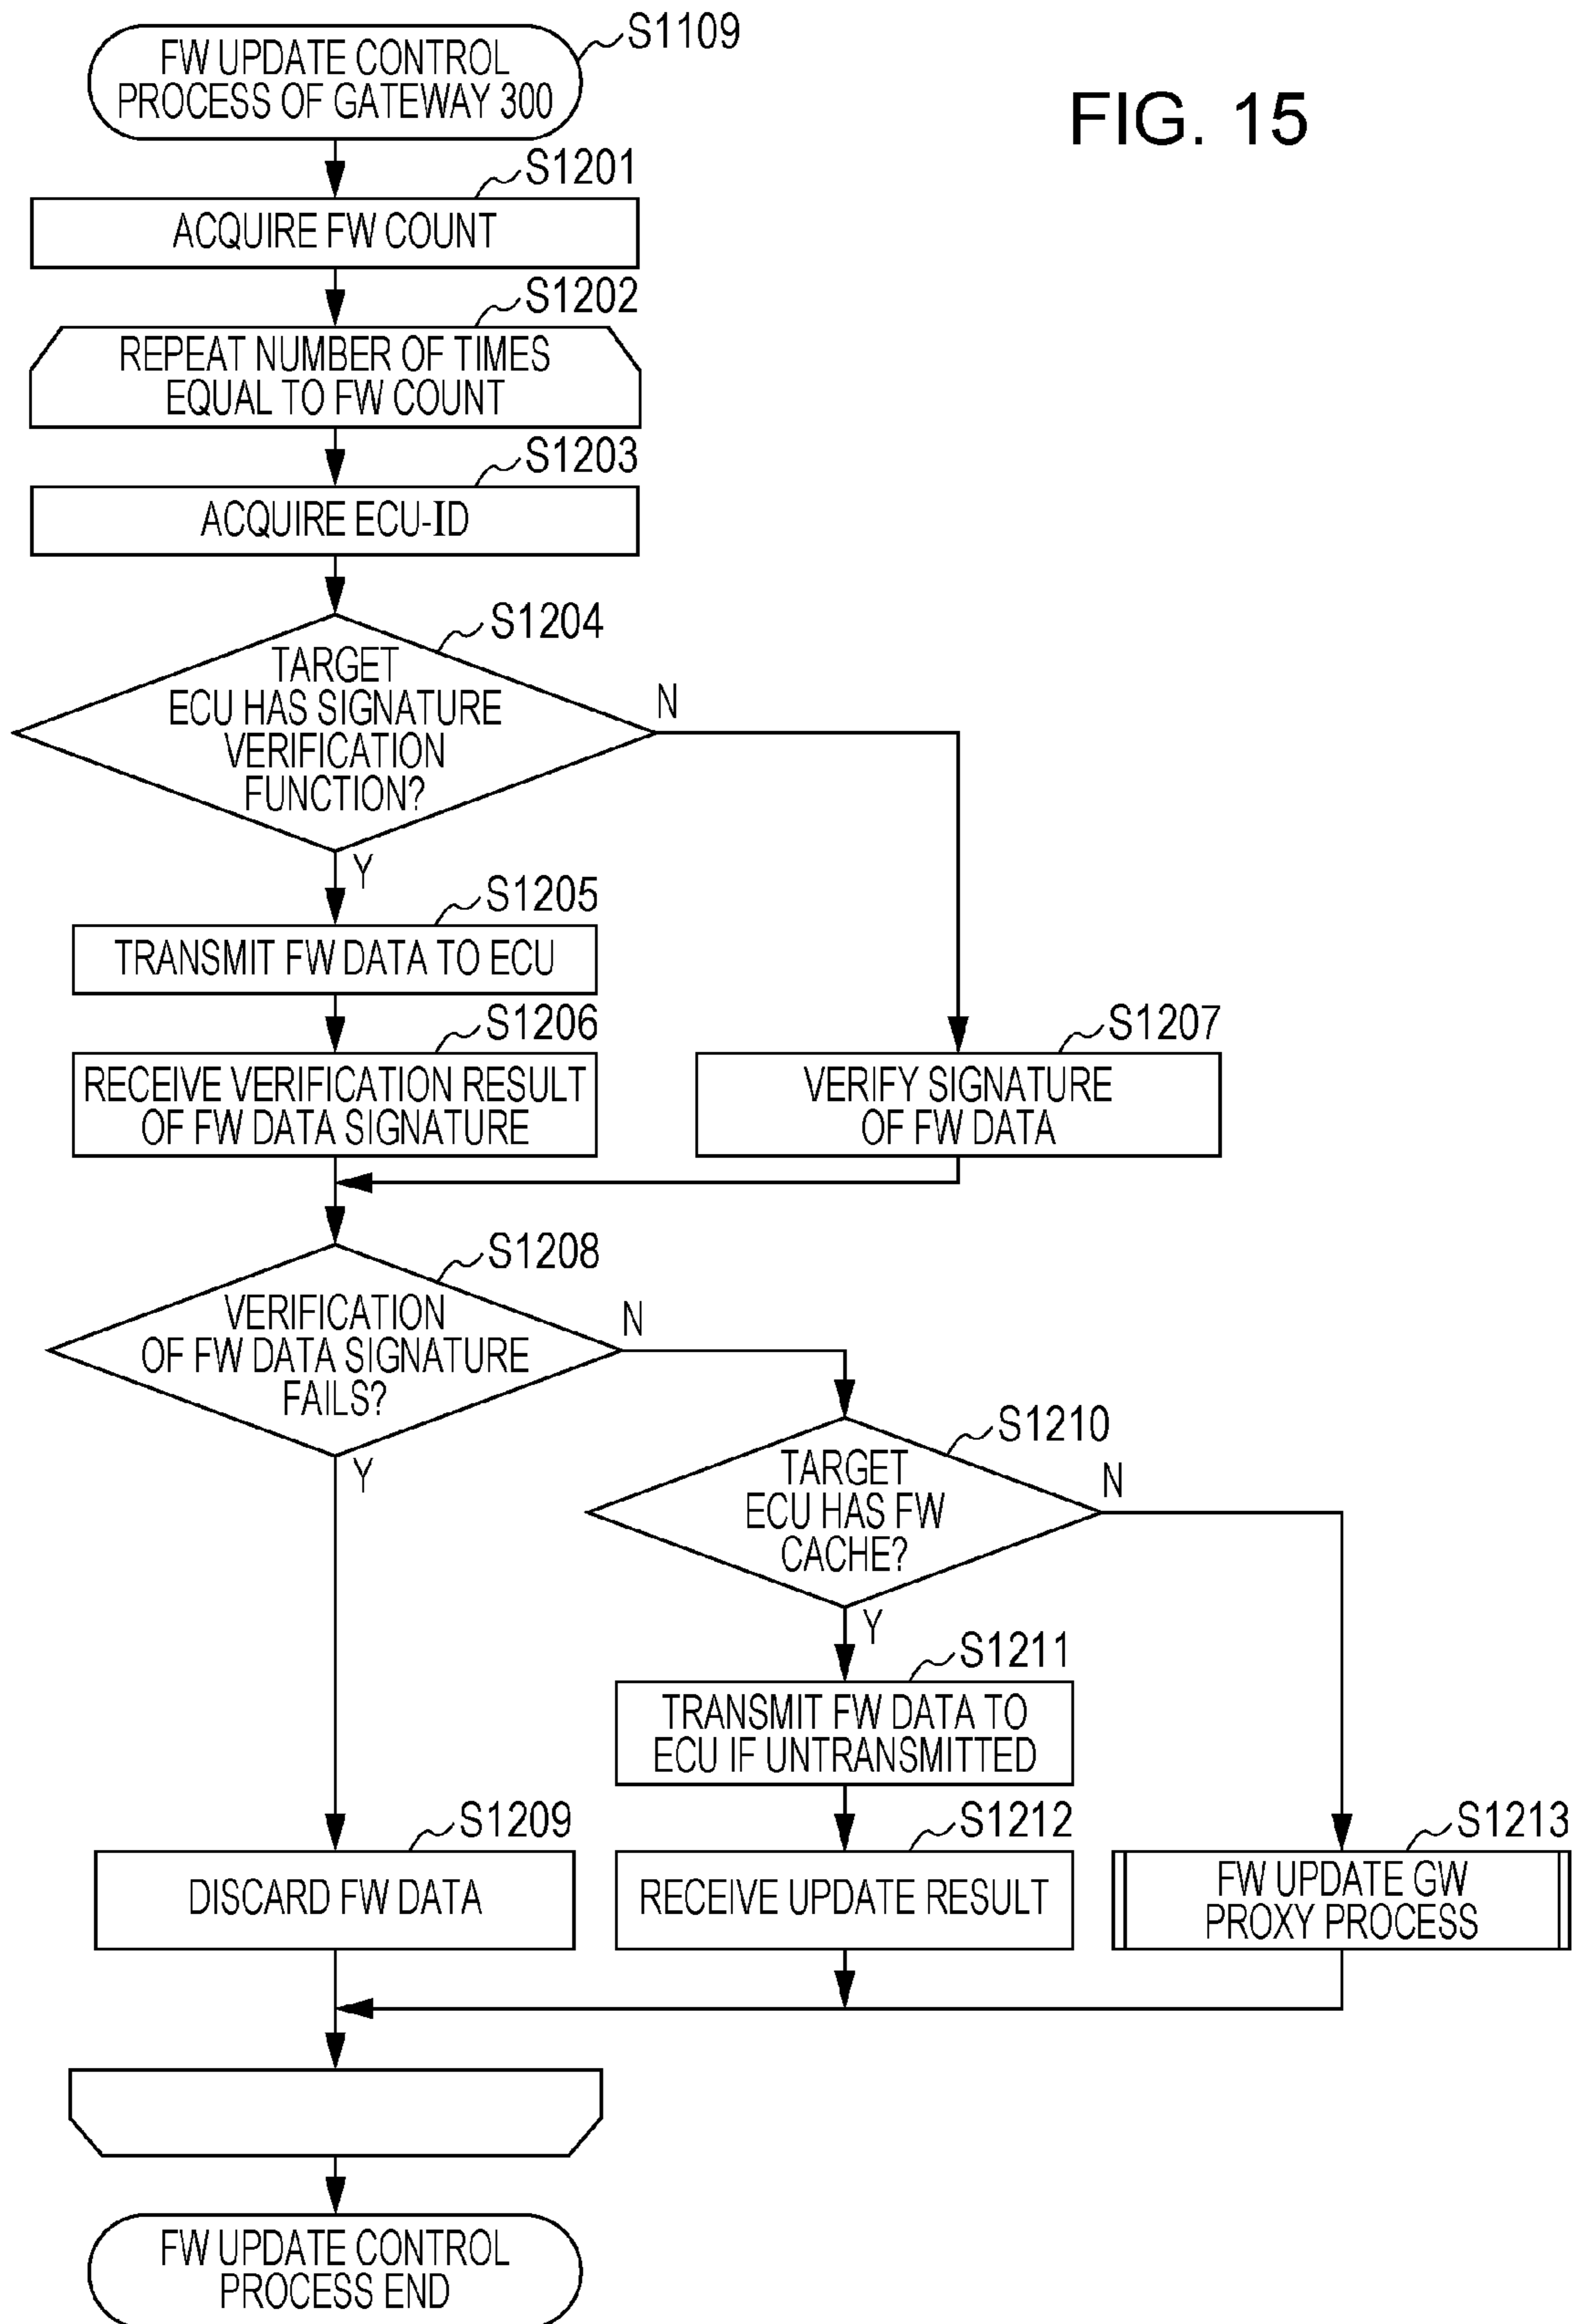 S1109
FW UPDATE CONTROL
PROCESS OF GATEWAY 300
FIG. 15
S1201
ACQUIRE FW COUNT
S1202
REPEAT NUMBER OF TIMES
EQUAL TO FW COUNT
S1203
ACQUIRE ECU-ID
S1204
TARGET
ECU HAS SIGNATURE
VERIFICATION
FUNCTION?
N
Y
S1205
TRANSMIT FW DATA TO ECU
S1206
RECEIVE VERIFICATION RESULT
OF FW DATA SIGNATURE
S1207
VERIFY SIGNATURE
OF FW DATA
S1208
VERIFICATION
OF FW DATA SIGNATURE
FAILS?
N
Y
S1210
TARGET
ECU HAS FW
CACHE?
N
Y
S1211
TRANSMIT FW DATA TO
ECU IF UNTRANSMITTED
S1209
DISCARD FW DATA
S1212
RECEIVE UPDATE RESULT
S1213
FW UPDATE GW
PROXY PROCESS
FW UPDATE CONTROL
PROCESS END